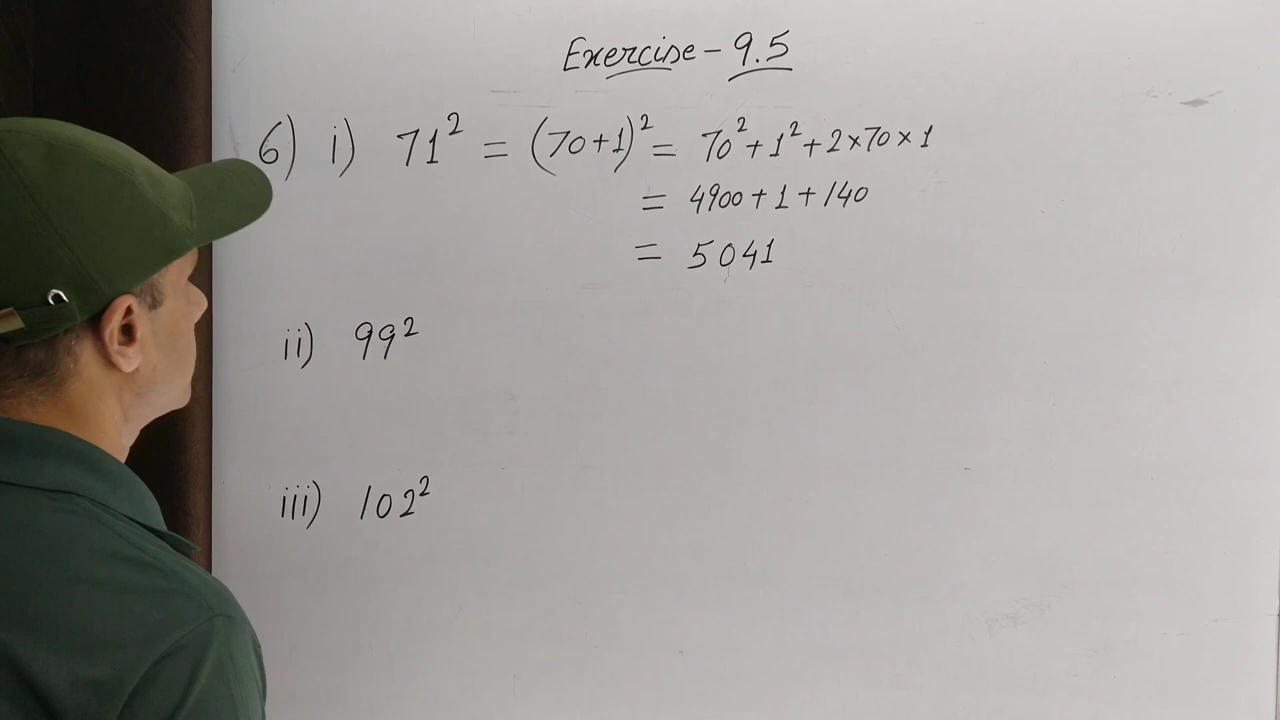 Exercise - 9.5
6) i) 71² = (70+1)² = 70² + 1² + 2×70×1
= 4900 + 1 + 140
= 5041
ii) 99²
iii) 102²